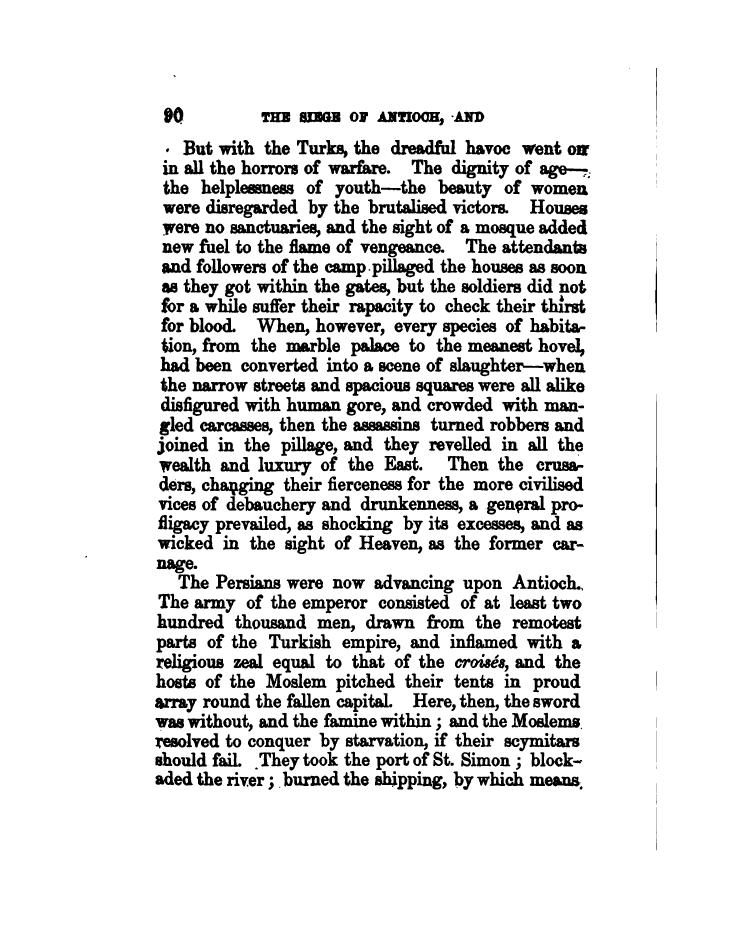 90 THE SIEGE OF ANTIOCH, AND
But with the Turks, the dreadful havoc went on
in all the horrors of warfare. The dignity of age—
the helplessness of youth—the beauty of women
were disregarded by the brutalised victors. Houses
were no sanctuaries, and the sight of a mosque added
new fuel to the flame of vengeance. The attendants
and followers of the camp pillaged the houses as soon
as they got within the gates, but the soldiers did not
for a while suffer their rapacity to check their thirst
for blood. When, however, every species of habita-
tion, from the marble palace to the meanest hovel,
had been converted into a scene of slaughter—when
the narrow streets and spacious squares were all alike
disfigured with human gore, and crowded with man-
gled carcasses, then the assassins turned robbers and
joined in the pillage, and they revelled in all the
wealth and luxury of the East. Then the crusa-
ders, changing their fierceness for the more civilised
vices of debauchery and drunkenness, a general pro-
fligacy prevailed, as shocking by its excesses, and as
wicked in the sight of Heaven, as the former car-
nage.
The Persians were now advancing upon Antioch.
The army of the emperor consisted of at least two
hundred thousand men, drawn from the remotest
parts of the Turkish empire, and inflamed with a
religious zeal equal to that of the croisés, and the
hosts of the Moslem pitched their tents in proud
array round the fallen capital. Here, then, the sword
was without, and the famine within ; and the Moslems
resolved to conquer by starvation, if their scymitars
should fail. They took the port of St. Simon ; block-
aded the river ; burned the shipping, by which means